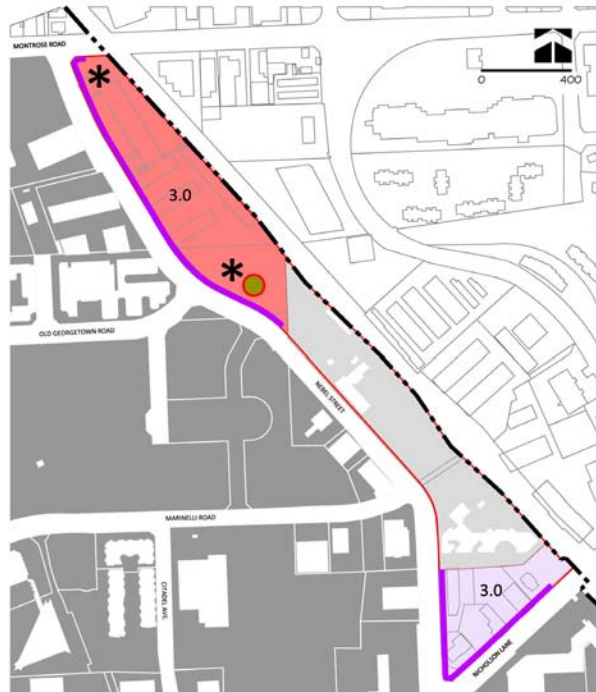 MONTROSE ROAD
0 400
*
3.0
*
OLD GEORGETOWN ROAD
NEBEL STREET
MARINELLI ROAD
CITADEL AVE.
3.0
NICHOLSON LANE